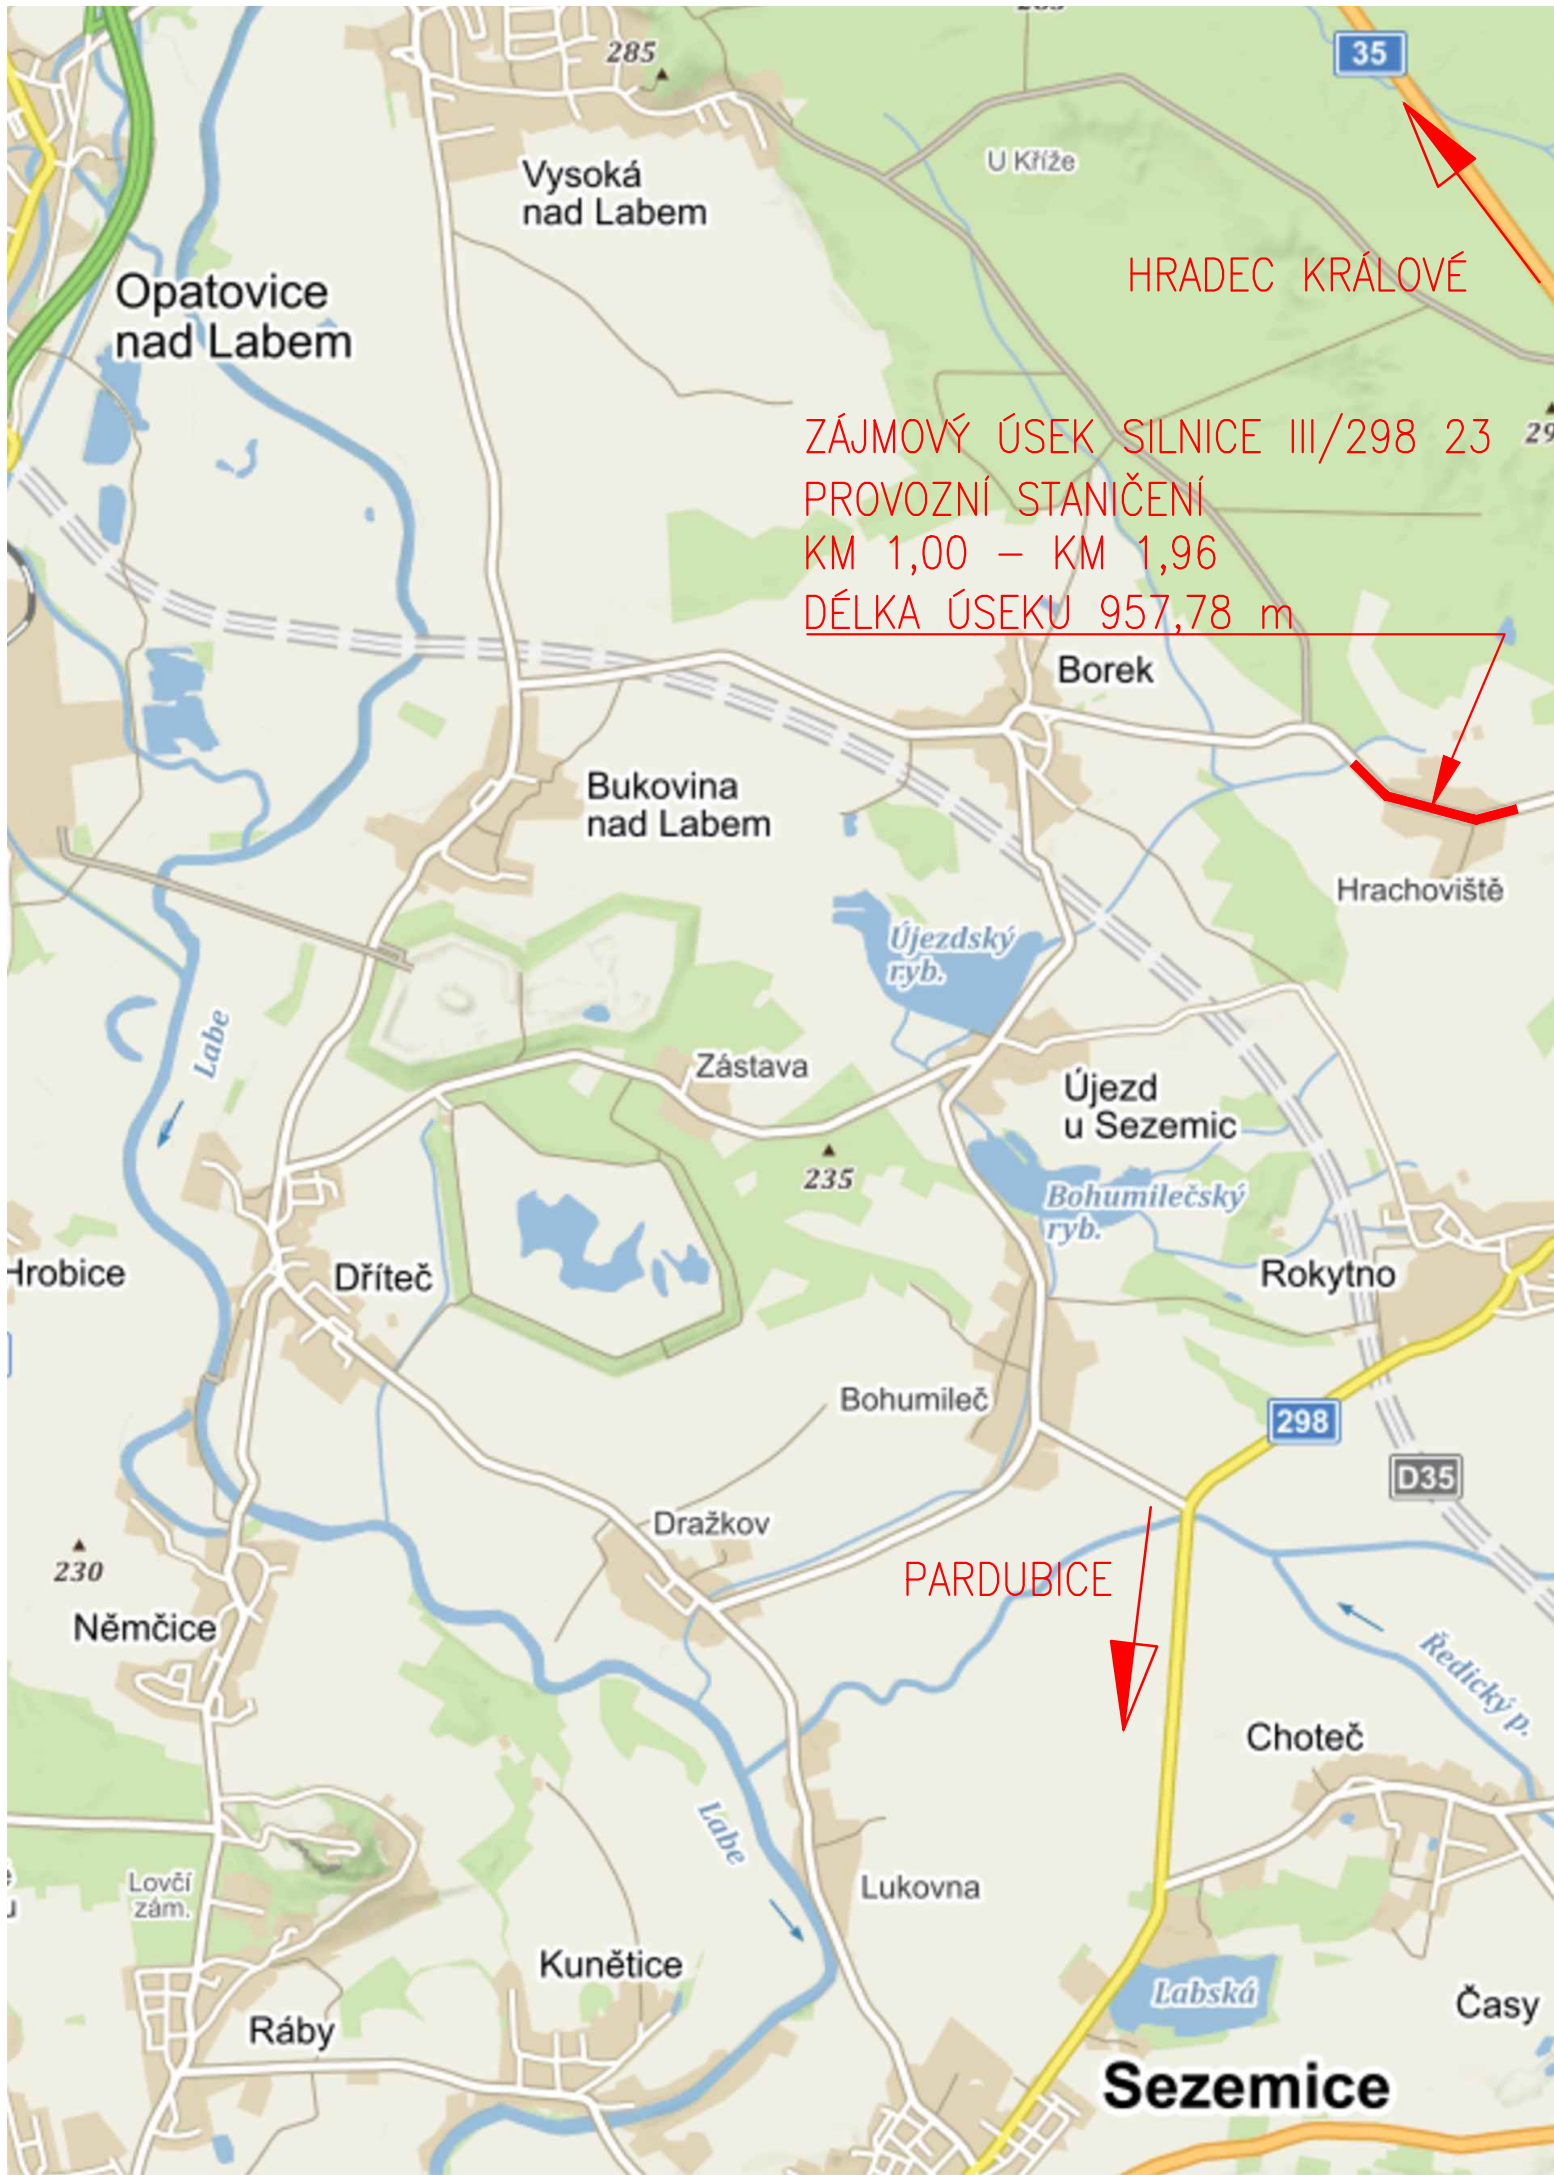 285
35
Vysoká
nad Labem
U Kříže
Opatovice
nad Labem
HRADEC KRÁLOVÉ
ZÁJMOVÝ ÚSEK SILNICE III/298 23
PROVOZNÍ STANIČENÍ
KM 1,00 – KM 1,96
DÉLKA ÚSEKU 957,78 m
Borek
Bukovina
nad Labem
Hrachoviště
Újezdský
ryb.
Labe
Zástava
Újezd
u Sezemic
235
Bohumilečský
ryb.
Hrobice
Dříteč
Rokytno
Bohumileč
298
D35
Dražkov
230
PARDUBICE
Němčice
Ředický p.
Choteč
Labe
Lovčí
zám.
Lukovna
Kunětice
Labská
Časy
Ráby
Sezemice